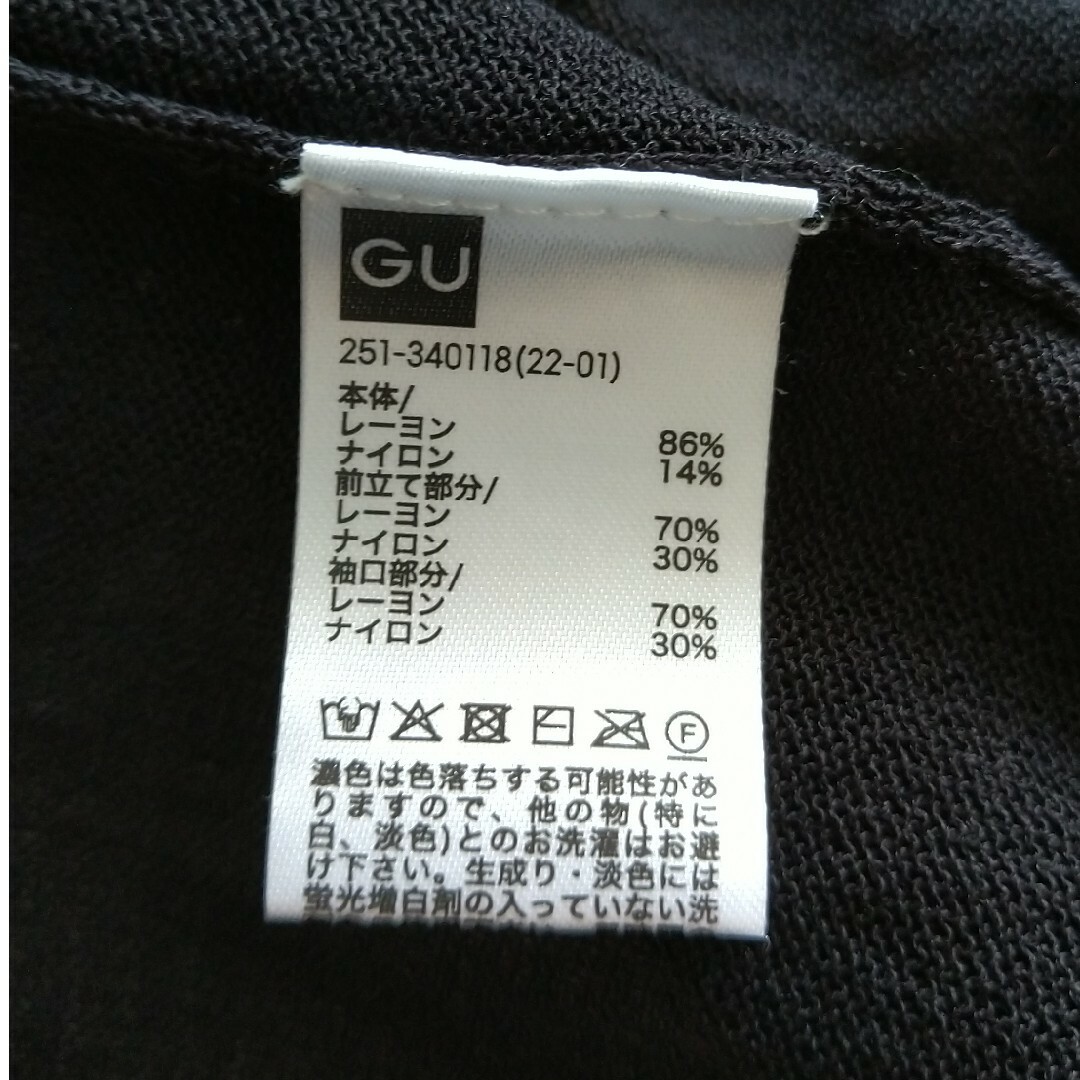 GU
251-340118(22-01)
本体/
レーヨン 86%
ナイロン 14%
前立て部分/
レーヨン 70%
ナイロン 30%
袖口部分/
レーヨン 70%
ナイロン 30%
F
濃色は色落ちする可能性があ
りますので、他の物(特に
白、淡色)とのお洗濯はお避
け下さい。生成り・淡色には
蛍光増白剤の入っていない洗